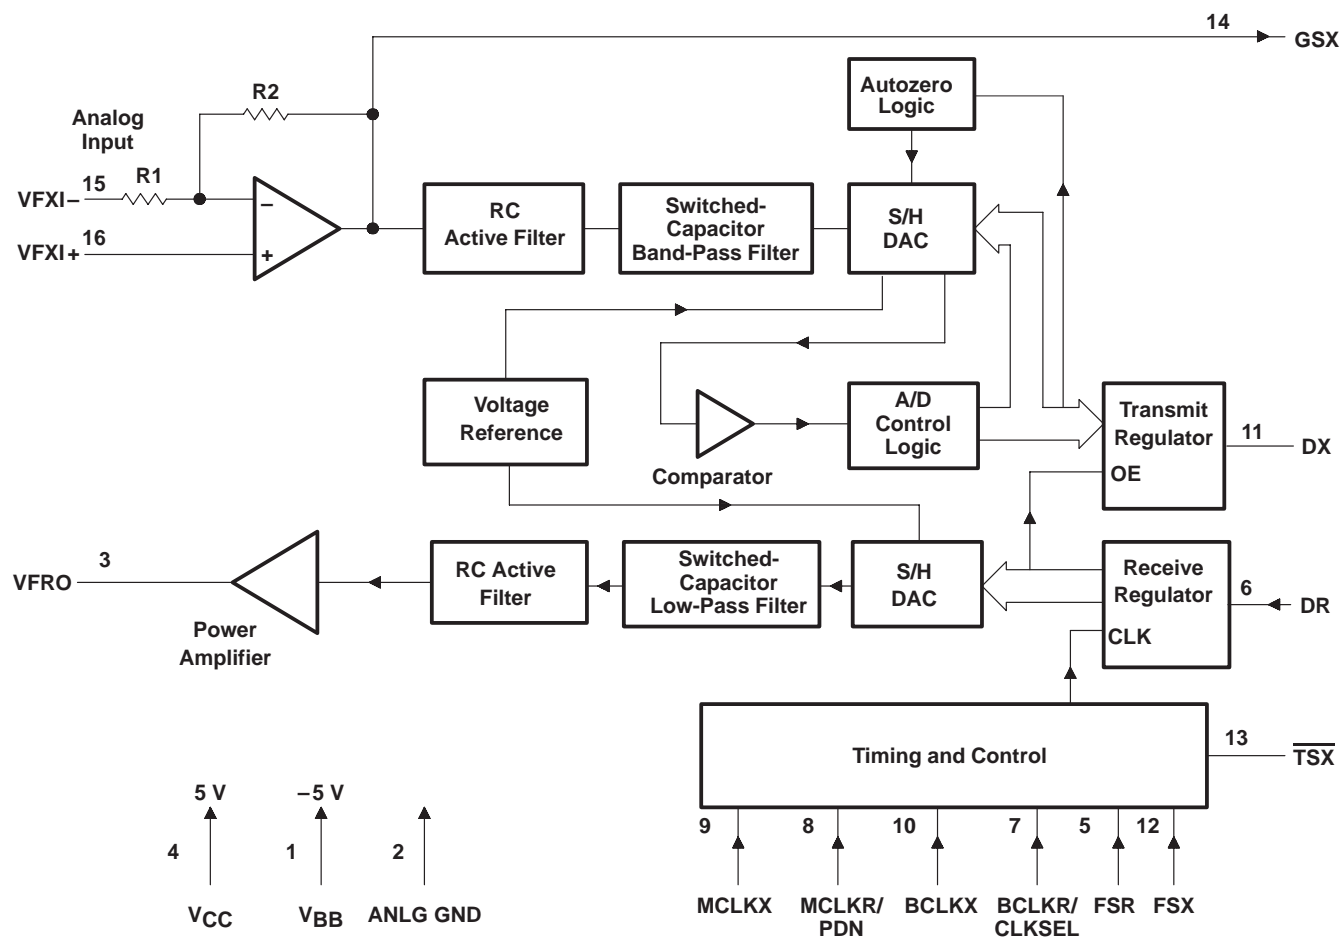 14
GSX
R2
Autozero
Logic
Analog
Input
15
R1
VFXI–
–
16
VFXI+
+
RC
Active Filter
Switched-
Capacitor
Band-Pass Filter
S/H
DAC
Voltage
Reference
Comparator
A/D
Control
Logic
Transmit
Regulator
OE
11
DX
3
VFRO
Power
Amplifier
RC Active
Filter
Switched-
Capacitor
Low-Pass Filter
S/H
DAC
Receive
Regulator
CLK
6
DR
Timing and Control
13
TSX
5 V
–5 V
4
1
2
VCC
VBB
ANLG GND
9
8
10
7
5
12
MCLKX
MCLKR/
PDN
BCLKX
BCLKR/
CLKSEL
FSR
FSX